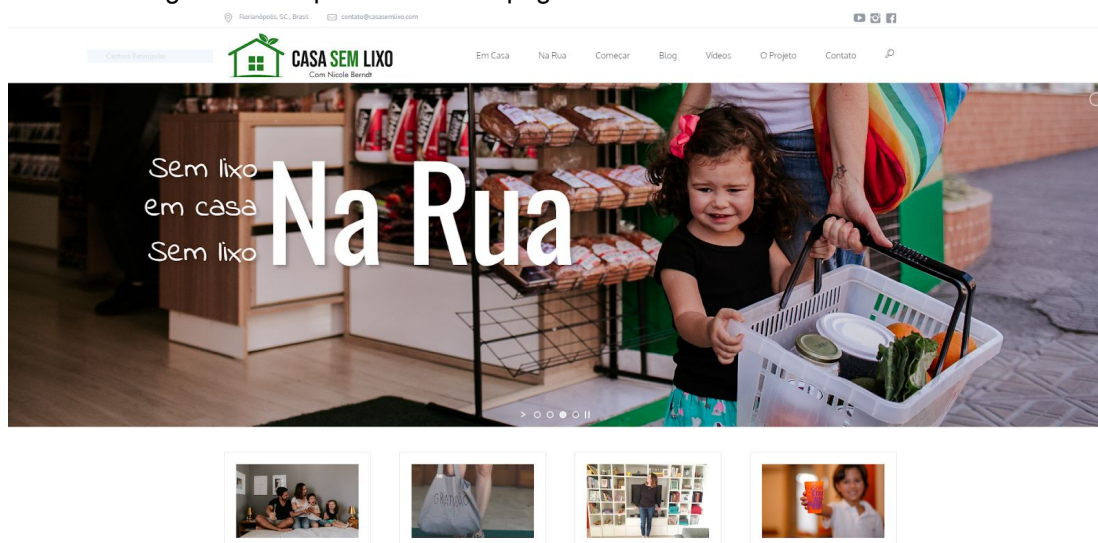 Florianópolis, SC , Brasil contato@casasemlixo.com
CASA SEM LIXO
Com Nicole Berndt
Em Casa Na Rua Começar Blog Vídeos O Projeto Contato
Sem lixo
em casa
Sem lixo
Na Rua
GRATIDÃO